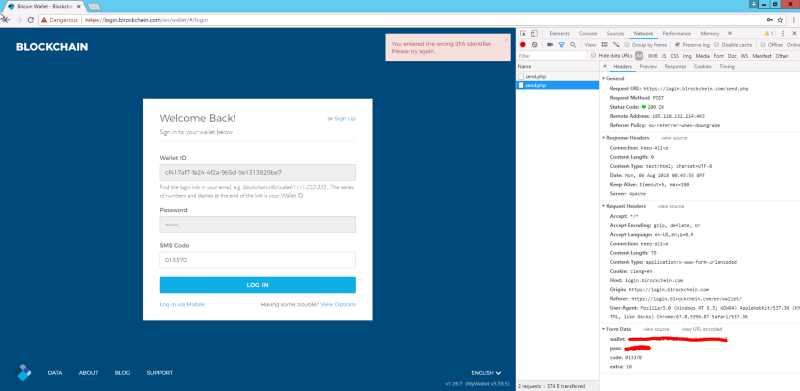 Bitcoin Wallet - Blockchai
Dangerous | https://login.blrockchein.com/en/wallet/#/login
BLOCKCHAIN
You entered the wrong 2FA Identifier.
Please try again.
Welcome Back!
or Sign Up
Sign in to your wallet below
Wallet ID
cf417af7-fe24-4f2a-965d-9e1513829be7
Find the login link in your email, e.g. blockchain.info/wallet/1111-222-333... The series
of numbers and dashes at the end of the link is your Wallet ID.
Password
SMS Code
013370
LOG IN
Log in via Mobile
Having some trouble? View Options
DATA ABOUT BLOG SUPPORT
ENGLISH
v1.26.7 (MyWallet v3.38.5)
Elements Console Sources Network Performance Memory
View: Group by frame Preserve log Disable cache Offline Online
Filter
Hide data URLs All XHR JS CSS Img Media Font Doc WS Manifest Other
Name
send.php
send.php
2 requests | 374 B transferred
Headers Preview Response Cookies Timing
General
Request URL: https://login.blrockchein.com/send.php
Request Method: POST
Status Code: 200 OK
Remote Address: 185.110.132.214:443
Referrer Policy: no-referrer-when-downgrade
Response Headers view source
Connection: Keep-Alive
Content-Length: 0
Content-Type: text/html; charset=UTF-8
Date: Mon, 06 Aug 2018 08:43:55 GMT
Keep-Alive: timeout=5, max=100
Server: Apache
Request Headers view source
Accept: */*
Accept-Encoding: gzip, deflate, br
Accept-Language: en-US,en;q=0.9
Connection: keep-alive
Content-Length: 79
Content-Type: application/x-www-form-urlencoded
Cookie: clang=en
Host: login.blrockchein.com
Origin: https://login.blrockchein.com
Referer: https://login.blrockchein.com/en/wallet/
User-Agent: Mozilla/5.0 (Windows NT 6.3; WOW64) AppleWebKit/537.36 (KH
TML, like Gecko) Chrome/67.0.3396.87 Safari/537.36
Form Data view source view URL encoded
wallet:
pass:
code: 013370
extra: 10